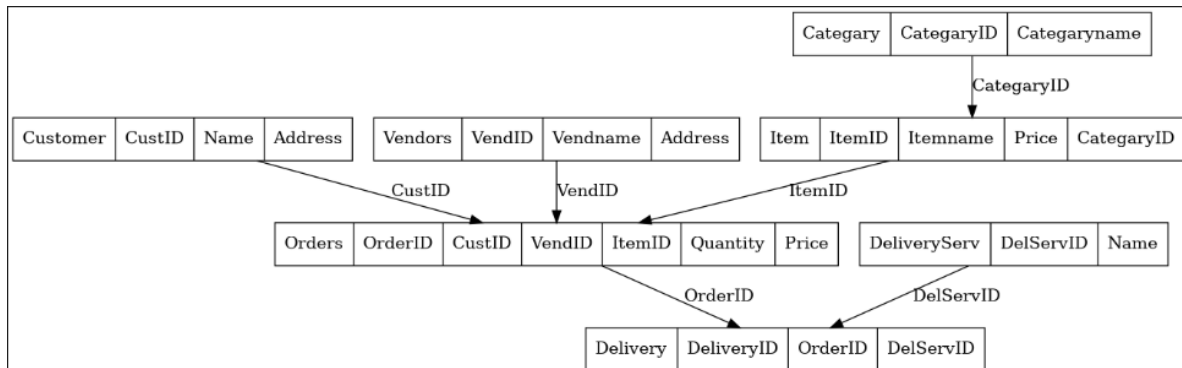 Categary CategaryID Categaryname
CategaryID
Customer CustID Name Address Vendors VendID Vendname Address Item ItemID Itemname Price CategaryID
CustID VendID ItemID
Orders OrderID CustID VendID ItemID Quantity Price DeliveryServ DelServID Name
OrderID DelServID
Delivery DeliveryID OrderID DelServID